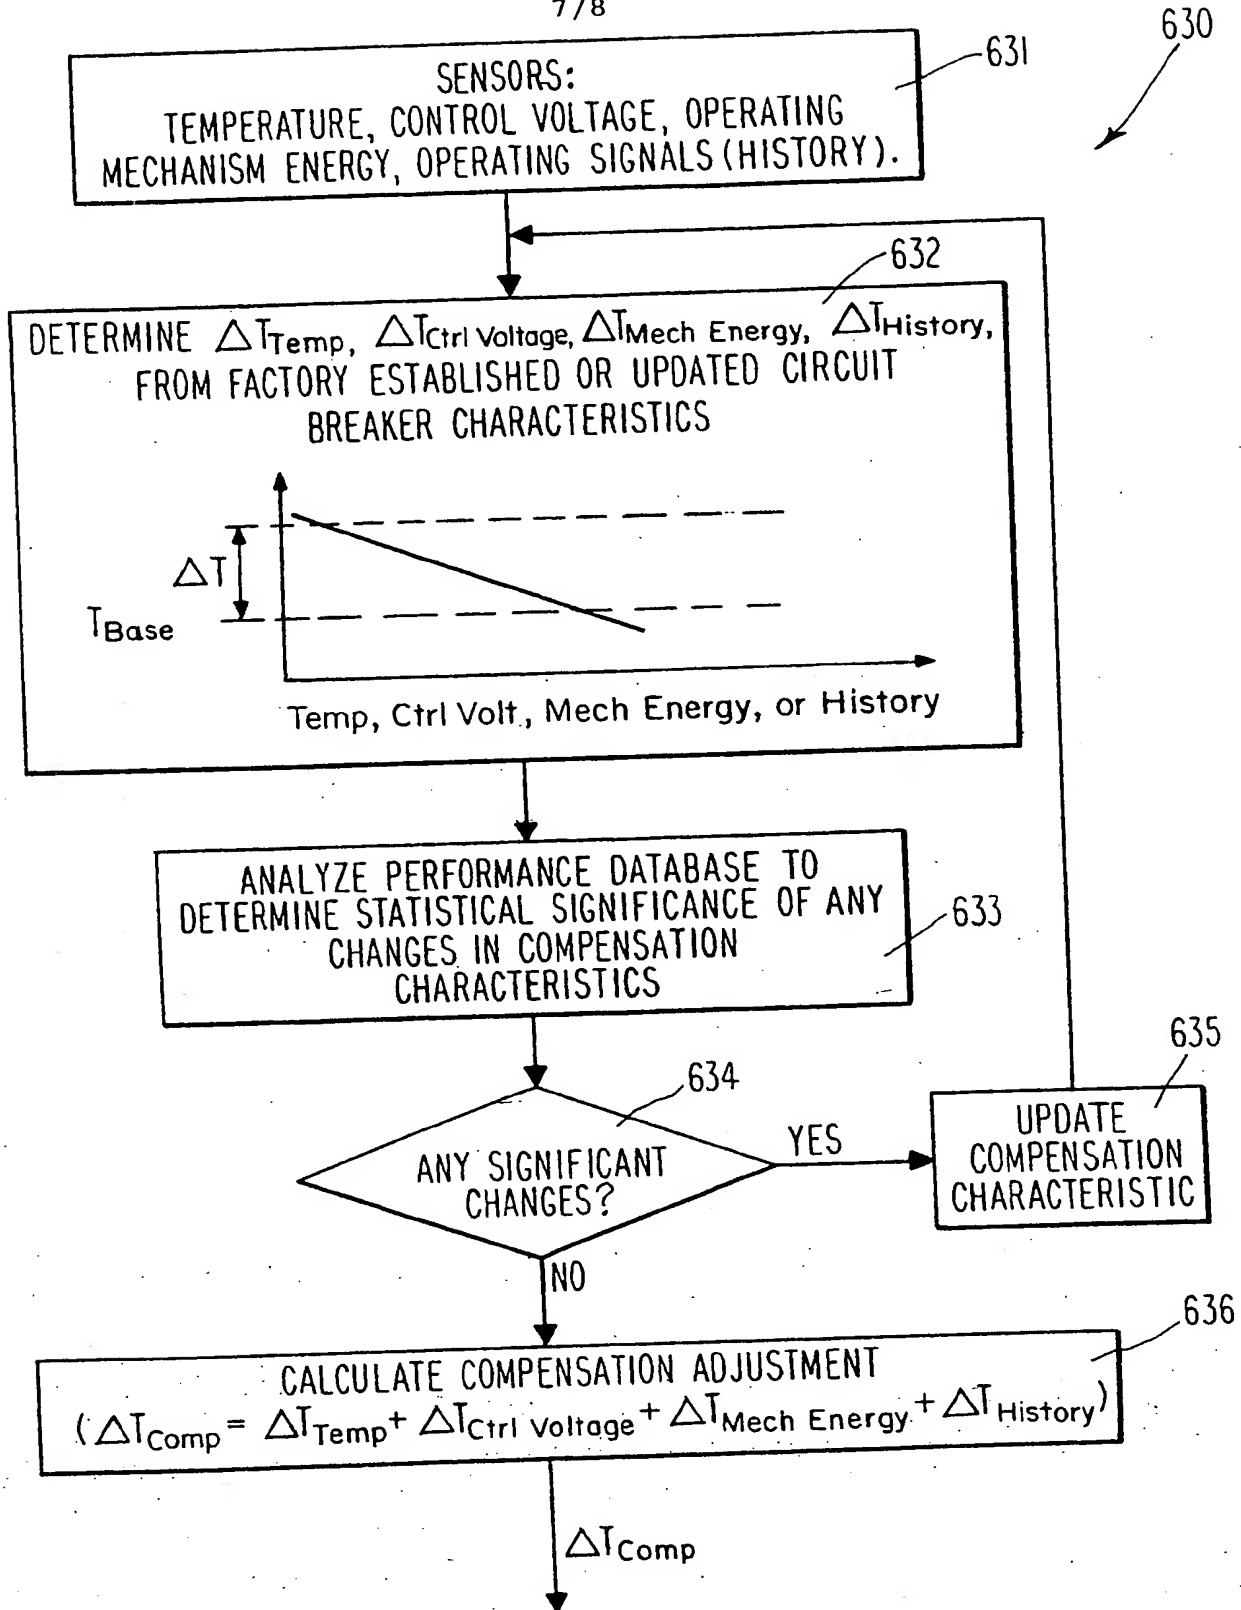 7/8
630
631
SENSORS:
TEMPERATURE, CONTROL VOLTAGE, OPERATING
MECHANISM ENERGY, OPERATING SIGNALS (HISTORY).
632
DETERMINE ΔTTemp, ΔTCtrl Voltage, ΔTMech Energy, ΔTHistory,
FROM FACTORY ESTABLISHED OR UPDATED CIRCUIT
BREAKER CHARACTERISTICS
ΔT
TBase
Temp, Ctrl Volt., Mech Energy, or History
ANALYZE PERFORMANCE DATABASE TO
DETERMINE STATISTICAL SIGNIFICANCE OF ANY
CHANGES IN COMPENSATION
CHARACTERISTICS
633
634
ANY SIGNIFICANT
CHANGES?
YES
635
UPDATE
COMPENSATION
CHARACTERISTIC
NO
636
CALCULATE COMPENSATION ADJUSTMENT
(ΔTComp = ΔTTemp + ΔTCtrl Voltage + ΔTMech Energy + ΔTHistory)
ΔTComp